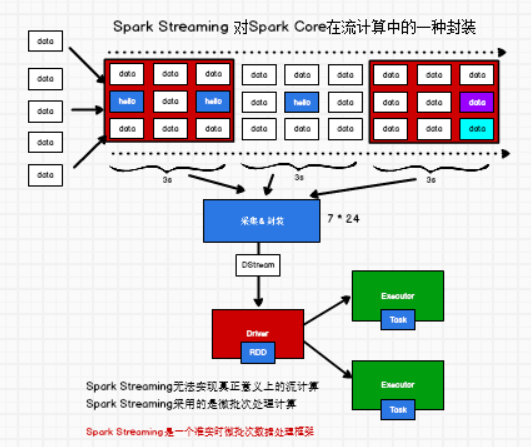 Spark Streaming 对Spark Core在流计算中的一种封装
data
data data data data data data data data data
data
data hello data hello data hello data data data data
data data data data data data data data data data
data
data
3s 3s 3s
采集 & 封装 7 * 24
DStream
Executor
Task
Driver
RDD
Executor
Task
Spark Streaming无法实现真正意义上的流计算
Spark Streaming采用的是微批次处理计算
Spark Streaming是一个准实时微批次数据处理框架